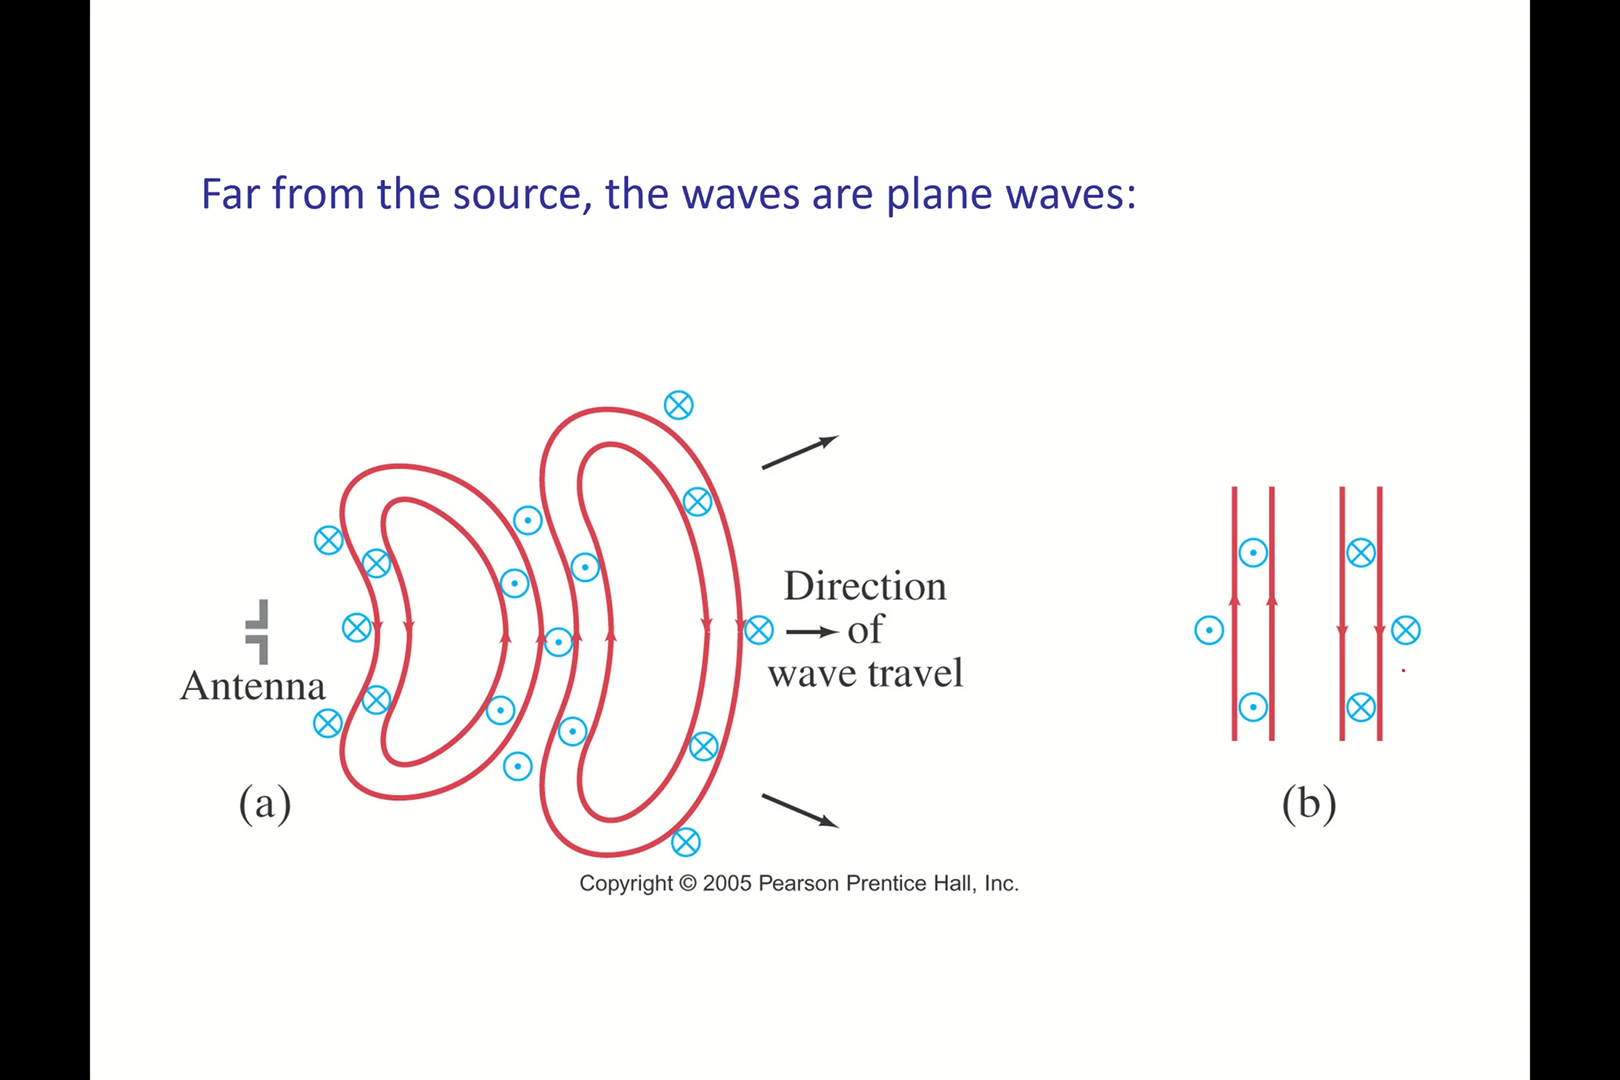 Far from the source, the waves are plane waves:
Direction
of
wave travel
Antenna
(a)
(b)
Copyright © 2005 Pearson Prentice Hall, Inc.